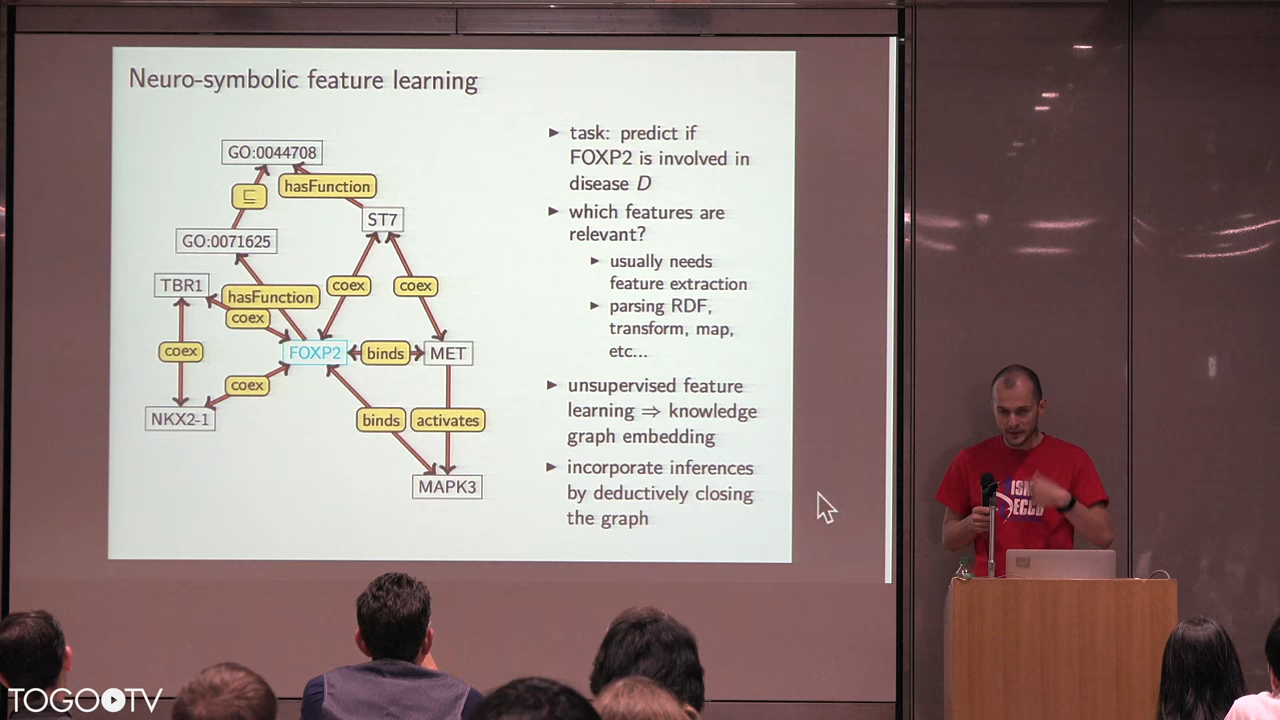 Neuro-symbolic feature learning
GO:0044708
⊑
hasFunction
ST7
GO:0071625
TBR1
hasFunction
coex
coex
coex
coex
FOXP2
binds
MET
coex
NKX2-1
binds
activates
MAPK3
► task: predict if
FOXP2 is involved in
disease D
► which features are
relevant?
► usually needs
feature extraction
► parsing RDF,
transform, map,
etc...
► unsupervised feature
learning ⇒ knowledge
graph embedding
► incorporate inferences
by deductively closing
the graph
TOGOTV